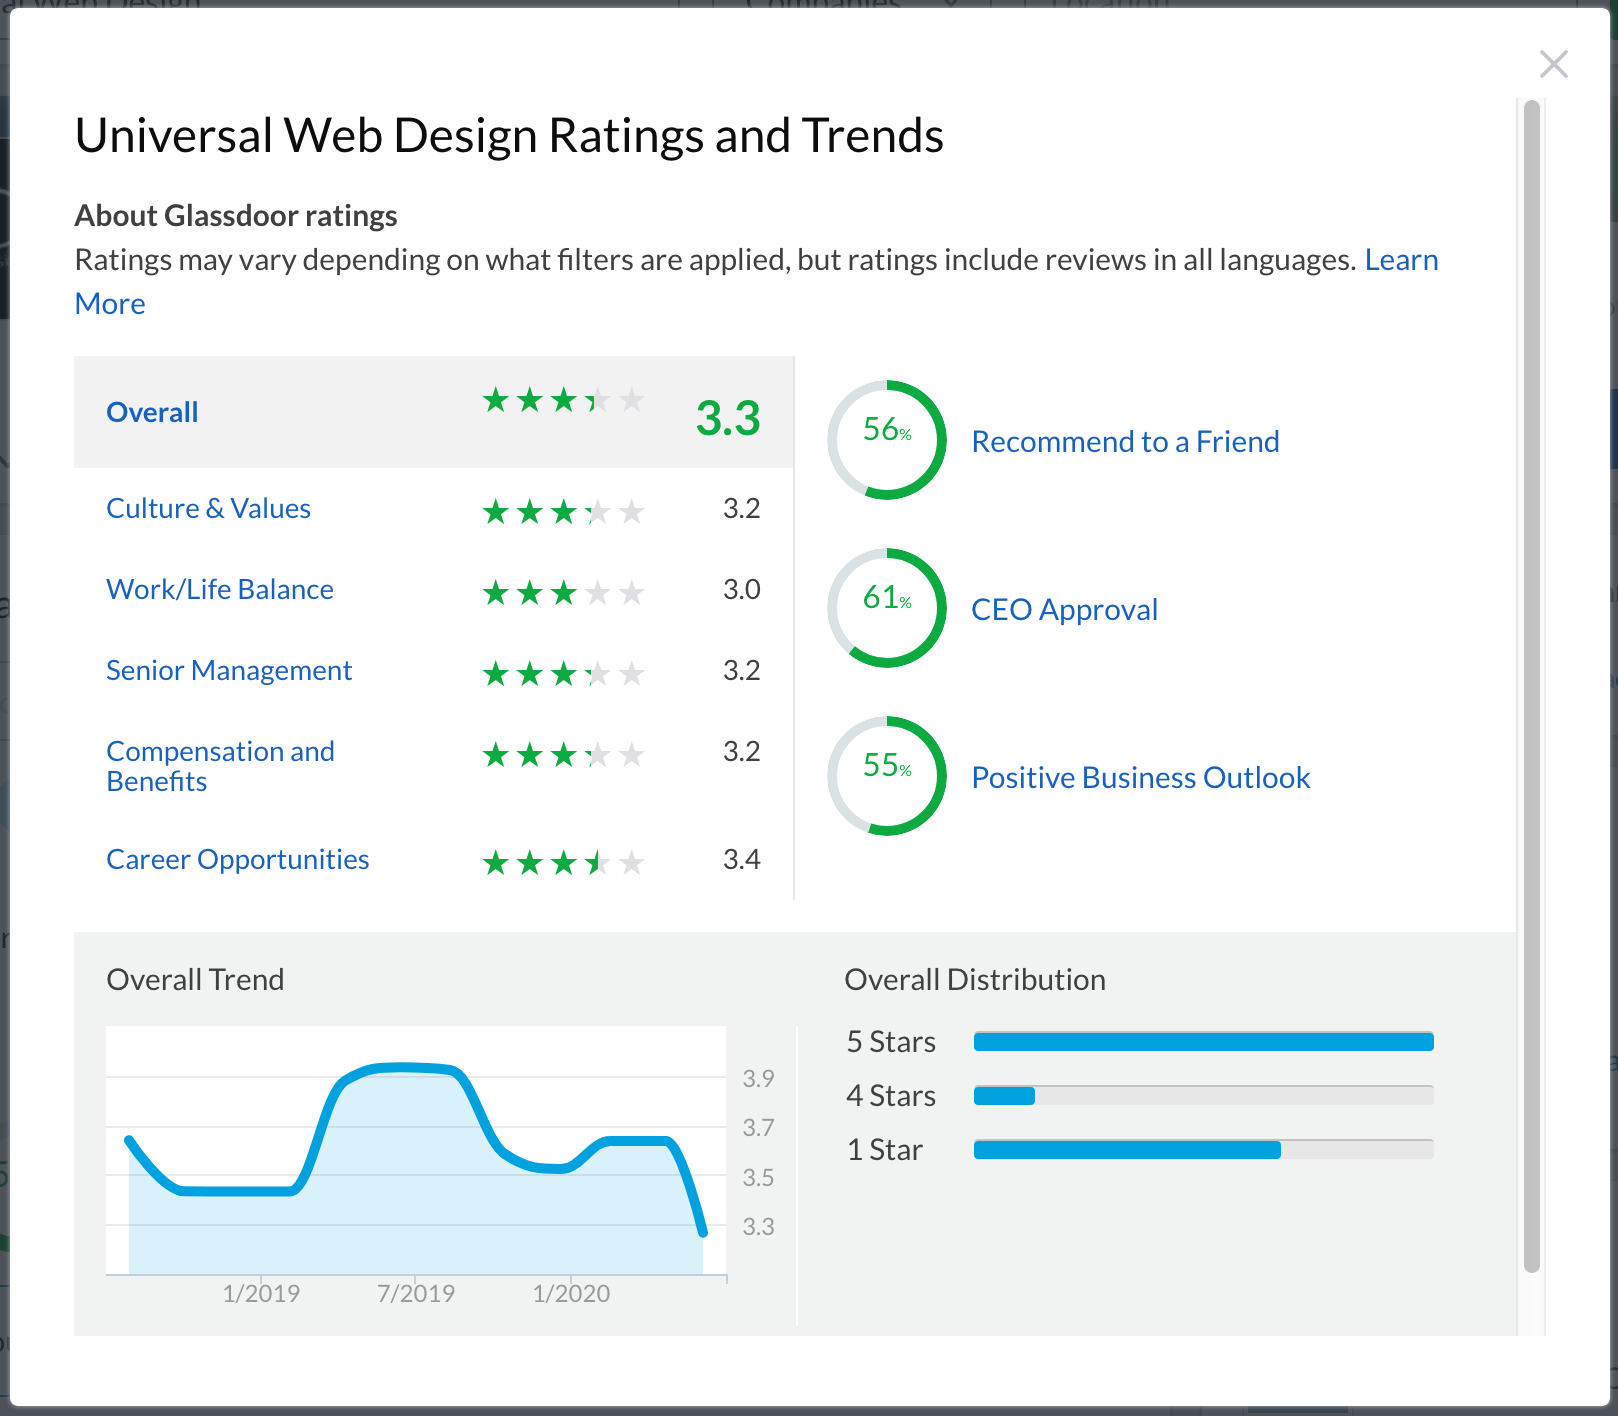 Universal Web Design Ratings and Trends
About Glassdoor ratings
Ratings may vary depending on what filters are applied, but ratings include reviews in all languages. Learn
More
Overall 3.3
Culture & Values 3.2
Work/Life Balance 3.0
Senior Management 3.2
Compensation and 3.2
Benefits
Career Opportunities 3.4
56% Recommend to a Friend
61% CEO Approval
55% Positive Business Outlook
Overall Trend
3.9
3.7
3.5
3.3
1/2019 7/2019 1/2020
Overall Distribution
5 Stars
4 Stars
1 Star